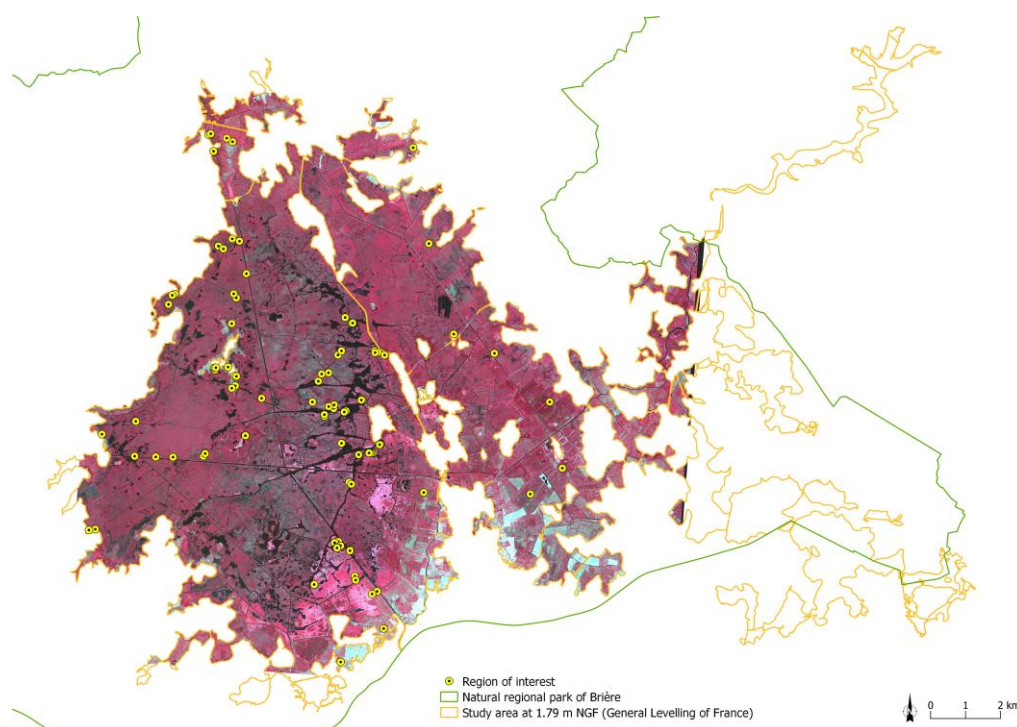 Region of interest
Natural regional park of Brière
Study area at 1.79 m NGF (General Levelling of France)
0 1 2 km